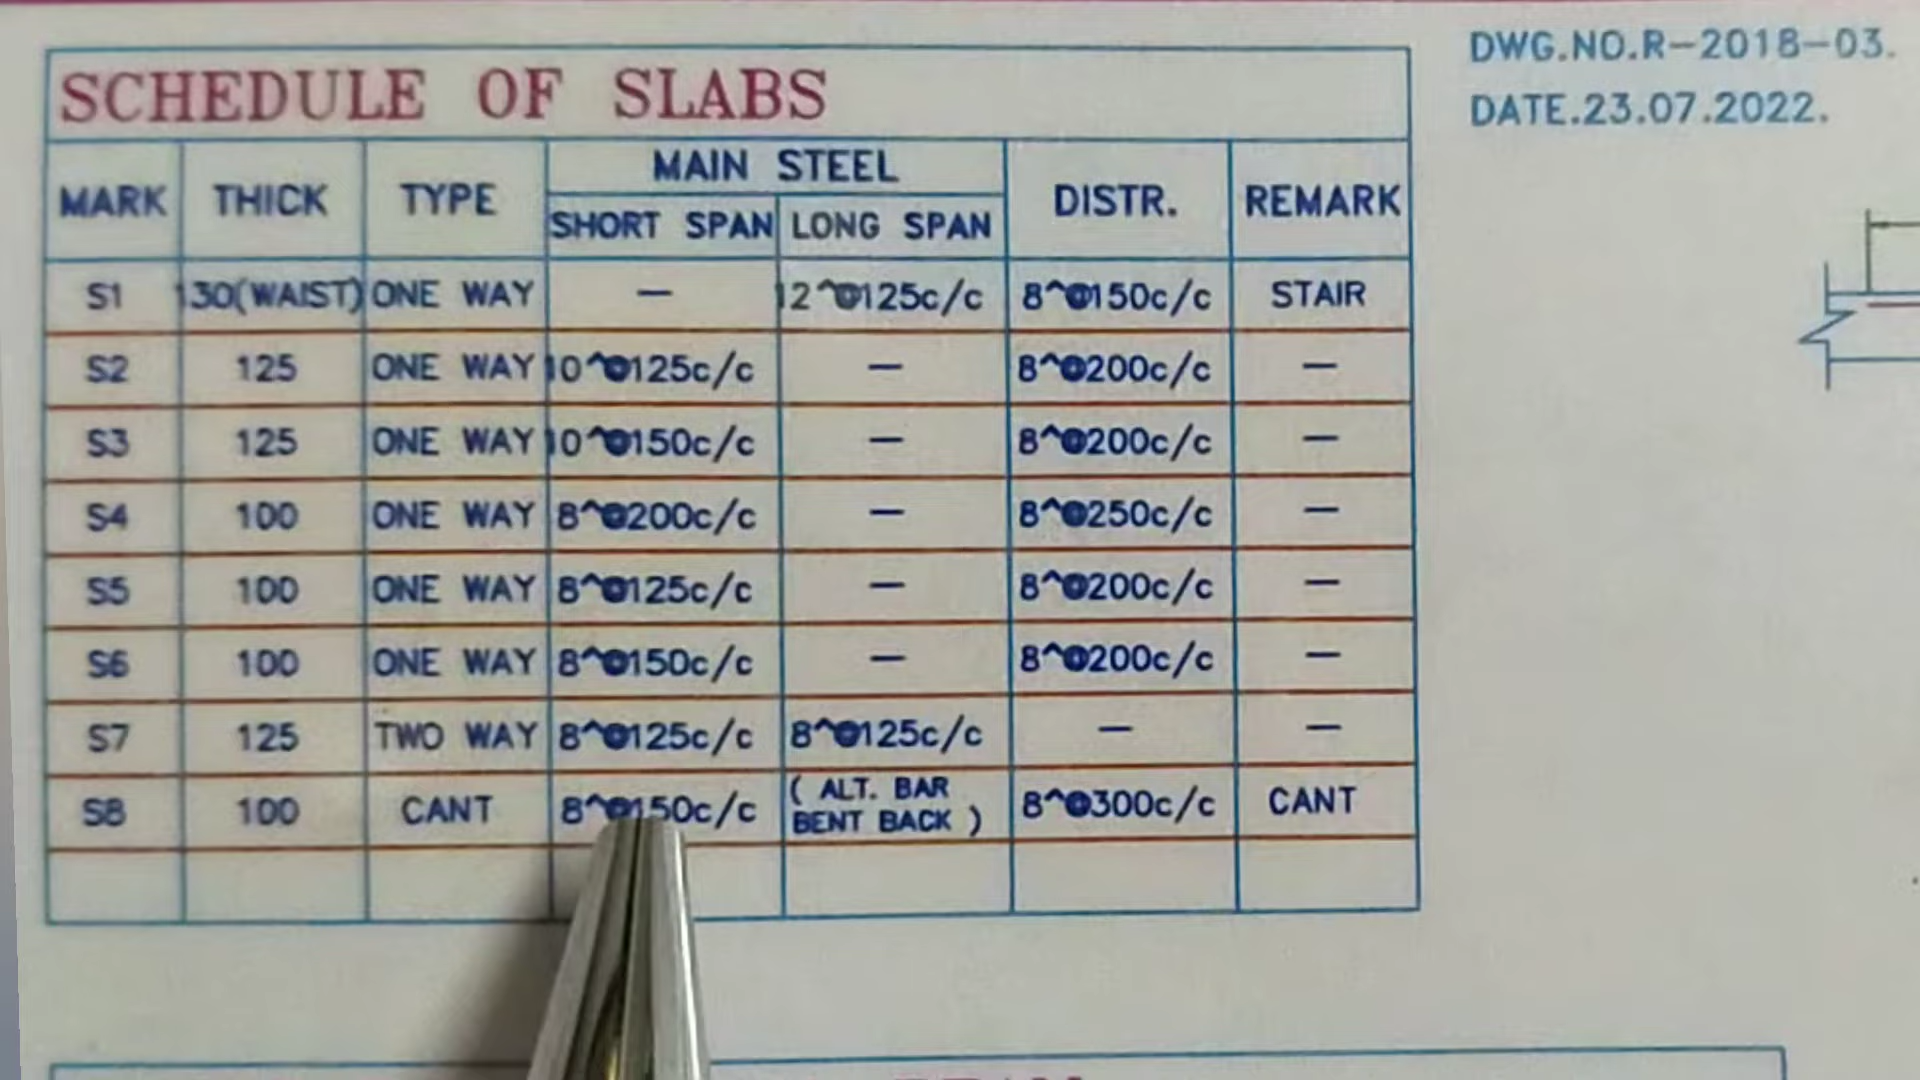 DWG.NO.R-2018-03.
DATE.23.07.2022.
SCHEDULE OF SLABS
MARK THICK TYPE MAIN STEEL DISTR. REMARK
SHORT SPAN LONG SPAN
S1 130(WAIST) ONE WAY — 12^@125c/c 8^@150c/c STAIR
S2 125 ONE WAY 10^@125c/c — 8^@200c/c —
S3 125 ONE WAY 10^@150c/c — 8^@200c/c —
S4 100 ONE WAY 8^@200c/c — 8^@250c/c —
S5 100 ONE WAY 8^@125c/c — 8^@200c/c —
S6 100 ONE WAY 8^@150c/c — 8^@200c/c —
S7 125 TWO WAY 8^@125c/c 8^@125c/c — —
S8 100 CANT 8^@150c/c ( ALT. BAR BENT BACK ) 8^@300c/c CANT